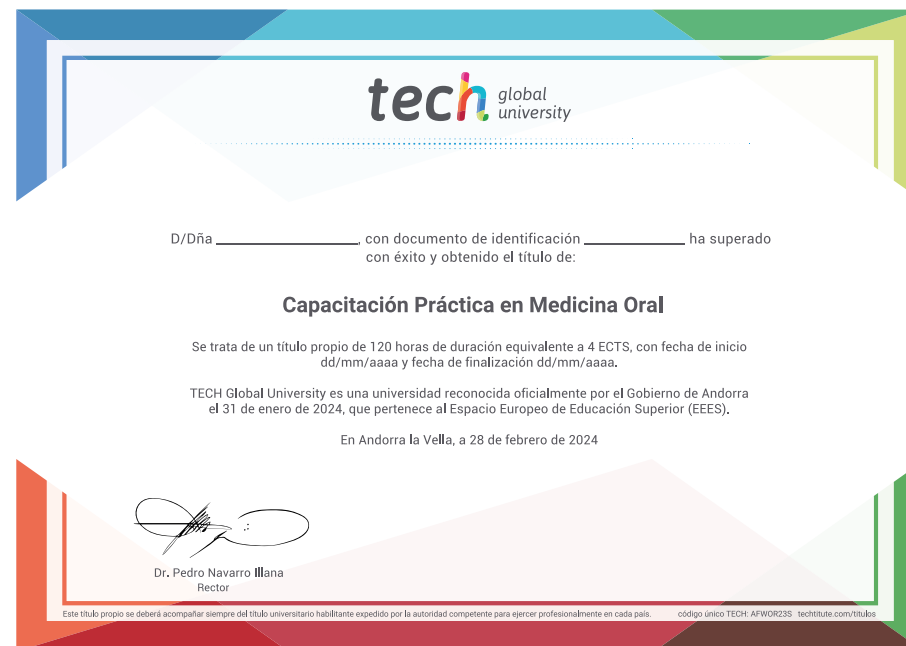 tech global
university
D/Dña ____________________, con documento de identificación ______________ ha superado
con éxito y obtenido el título de:
Capacitación Práctica en Medicina Oral
Se trata de un título propio de 120 horas de duración equivalente a 4 ECTS, con fecha de inicio
dd/mm/aaaa y fecha de finalización dd/mm/aaaa.
TECH Global University es una universidad reconocida oficialmente por el Gobierno de Andorra
el 31 de enero de 2024, que pertenece al Espacio Europeo de Educación Superior (EEES).
En Andorra la Vella, a 28 de febrero de 2024
Dr. Pedro Navarro Illana
Rector
Este título propio se deberá acompañar siempre del título universitario habilitante expedido por la autoridad competente para ejercer profesionalmente en cada país. código único TECH: AFWOR23S techtitute.com/titulos